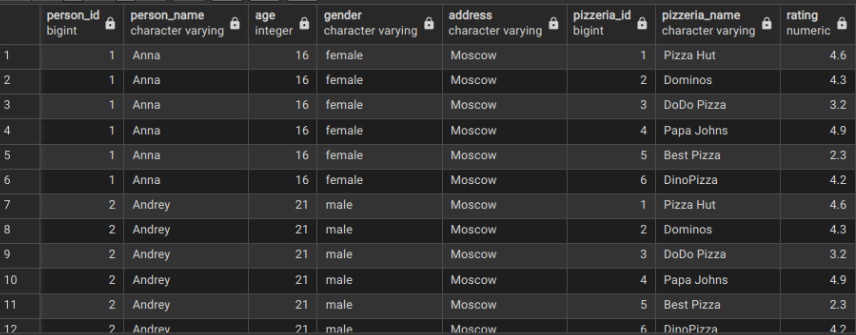 person_id person_name age gender address pizzeria_id pizzeria_name rating
bigint character varying integer character varying character varying bigint character varying numeric
1 1 Anna 16 female Moscow 1 Pizza Hut 4.6
2 1 Anna 16 female Moscow 2 Dominos 4.3
3 1 Anna 16 female Moscow 3 DoDo Pizza 3.2
4 1 Anna 16 female Moscow 4 Papa Johns 4.9
5 1 Anna 16 female Moscow 5 Best Pizza 2.3
6 1 Anna 16 female Moscow 6 DinoPizza 4.2
7 2 Andrey 21 male Moscow 1 Pizza Hut 4.6
8 2 Andrey 21 male Moscow 2 Dominos 4.3
9 2 Andrey 21 male Moscow 3 DoDo Pizza 3.2
10 2 Andrey 21 male Moscow 4 Papa Johns 4.9
11 2 Andrey 21 male Moscow 5 Best Pizza 2.3
12 2 Andrey 21 male Moscow 6 DinoPizza 4.2